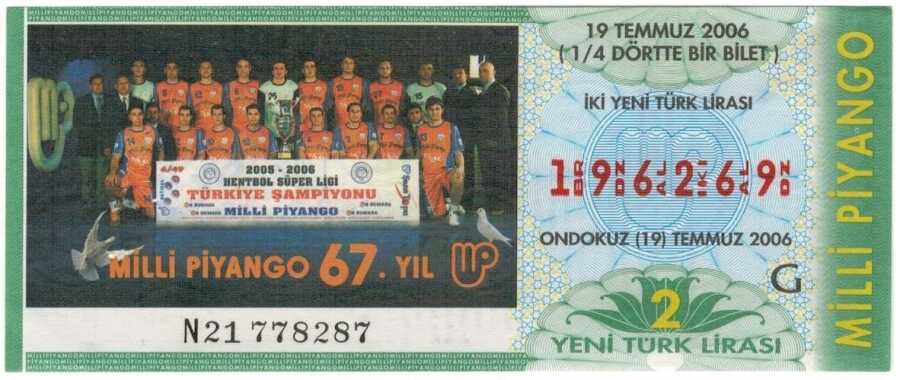 2005 - 2006
HENTBOL SÜPER LİGİ
TÜRKİYE ŞAMPİYONU
MİLLİ PİYANGO
MİLLİ PİYANGO 67. YIL
N21 778287
19 TEMMUZ 2006
( 1/4 DÖRTTE BİR BİLET )
İKİ YENİ TÜRK LİRASI
1 9 6 2 6 9
ONDOKUZ (19) TEMMUZ 2006
G
2
YENİ TÜRK LİRASI
MİLLİ PİYANGO